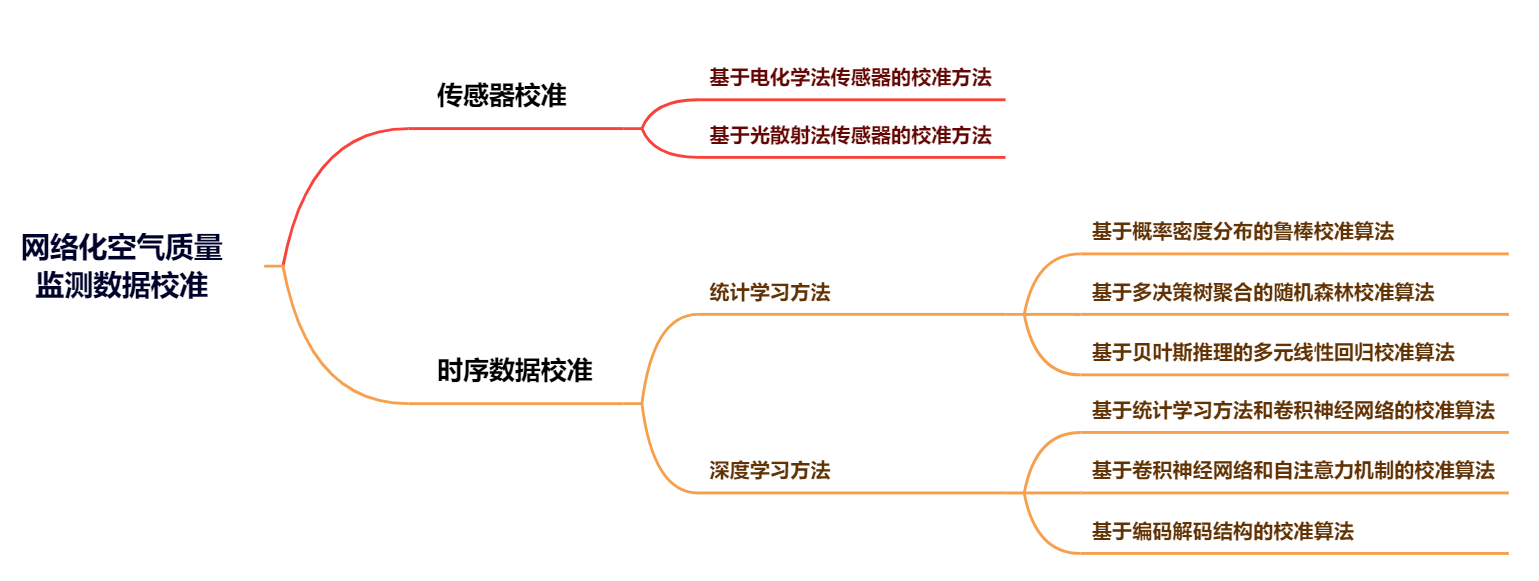 网络化空气质量
监测数据校准
传感器校准
基于电化学法传感器的校准方法
基于光散射法传感器的校准方法
时序数据校准
统计学习方法
基于概率密度分布的鲁棒校准算法
基于多决策树聚合的随机森林校准算法
基于贝叶斯推理的多元线性回归校准算法
深度学习方法
基于统计学习方法和卷积神经网络的校准算法
基于卷积神经网络和自注意力机制的校准算法
基于编码解码结构的校准算法